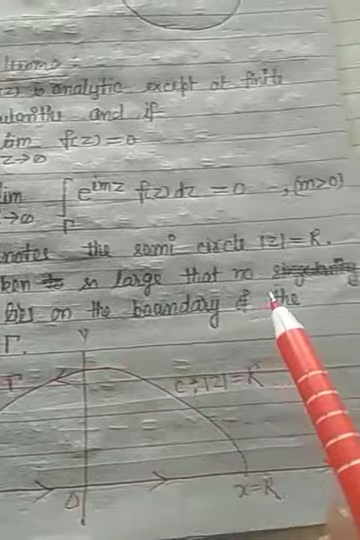 Lemma :-
(z) is analytic except at finite
and if
lim f(z) = 0
z→∞
lim ∫ e^imz f(z) dz = 0 , (m>0)
→∞ Γ
notes the semi circle |z| = R.
so large that no singularity
lies on the boundary of the
Γ.
y
Γ
c : |z| = R
O
x = R